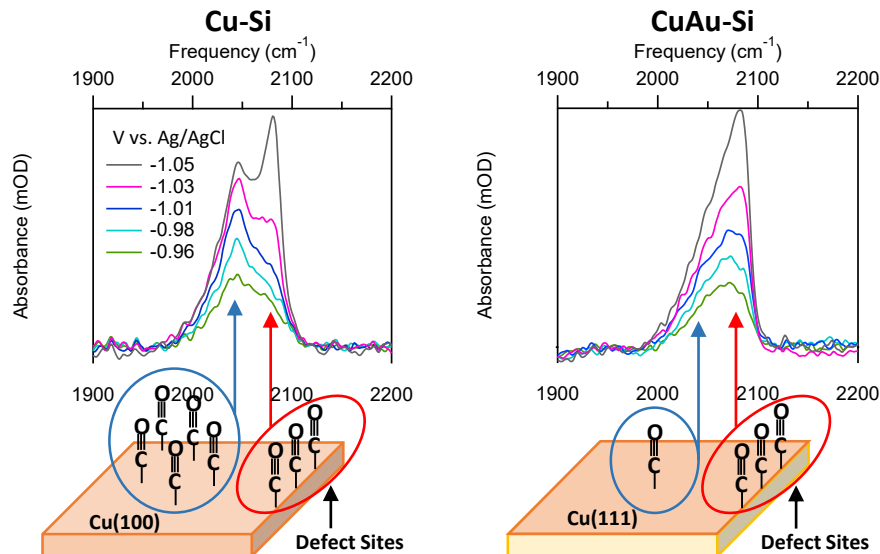 Cu-Si
Frequency (cm-1)
1900 2000 2100 2200
Absorbance (mOD)
V vs. Ag/AgCl
-1.05
-1.03
-1.01
-0.98
-0.96
1900 2000 2100 2200
O C O C O C O C O C
O C O C O C
Cu(100)
Defect Sites
CuAu-Si
Frequency (cm-1)
1900 2000 2100 2200
Absorbance (mOD)
1900 2000 2100 2200
O C
O C O C O C
Cu(111)
Defect Sites